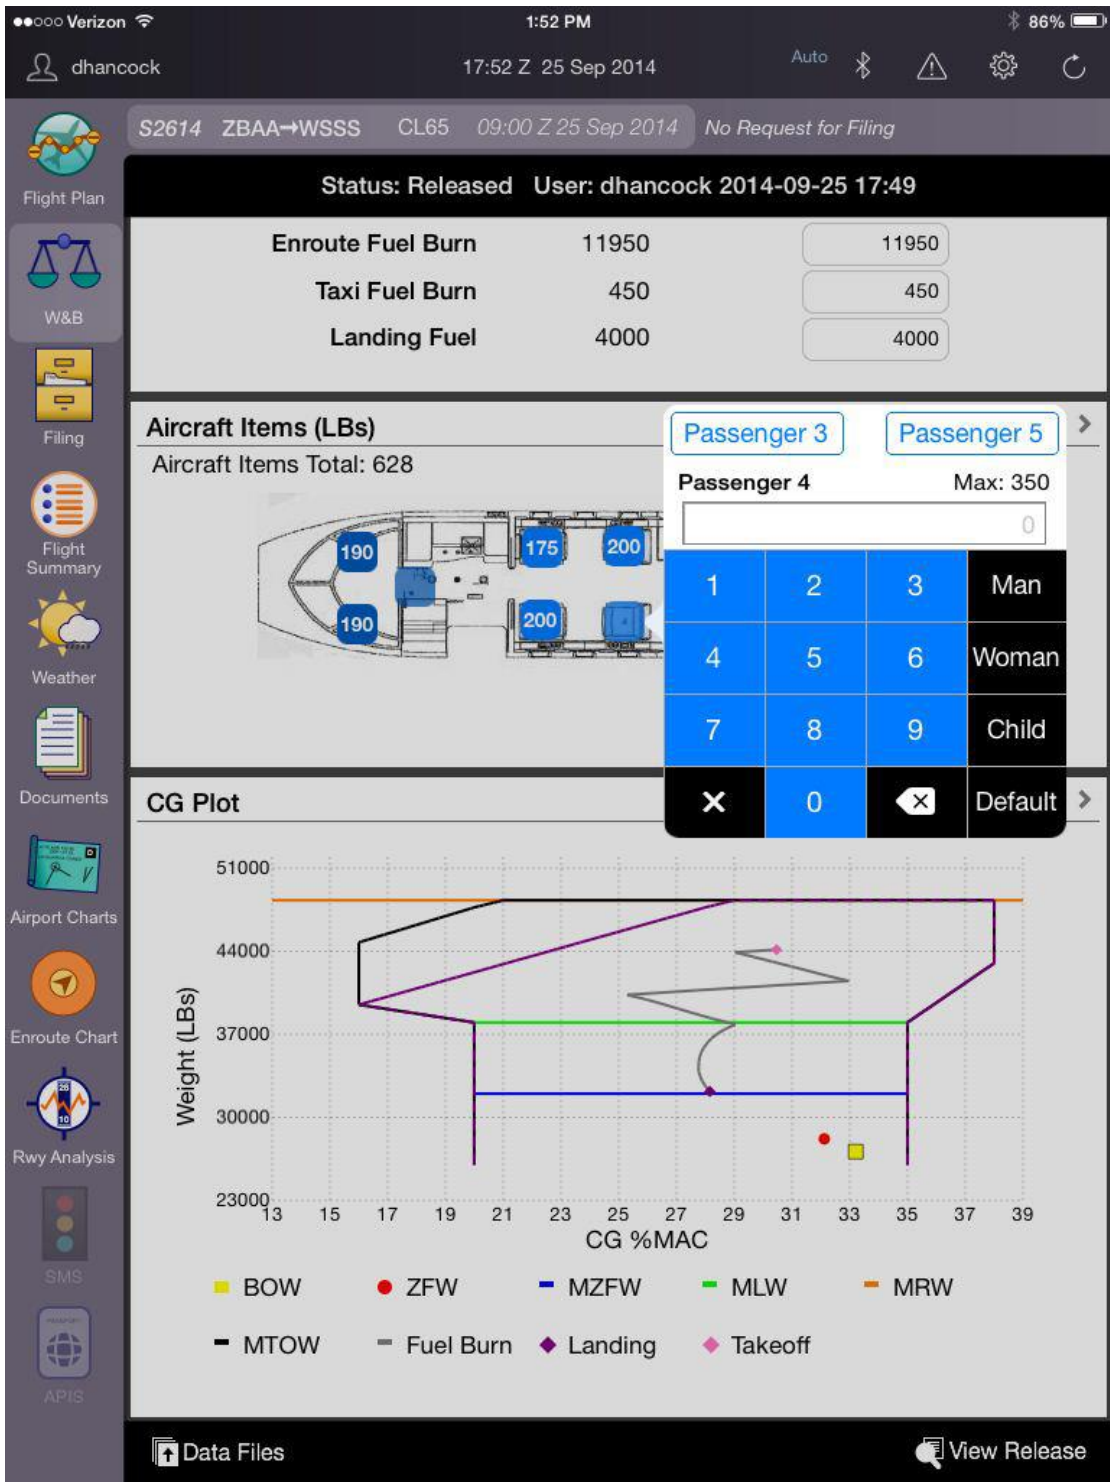 Verizon 1:52 PM 86%
dhancock 17:52 Z 25 Sep 2014 Auto
S2614 ZBAA→WSSS CL65 09:00 Z 25 Sep 2014 No Request for Filing
Status: Released User: dhancock 2014-09-25 17:49
Flight Plan
W&B
Filing
Flight
Summary
Weather
Documents
Airport Charts
Enroute Chart
Rwy Analysis
SMS
APIS
Enroute Fuel Burn 11950 11950
Taxi Fuel Burn 450 450
Landing Fuel 4000 4000
Aircraft Items (LBs)
Aircraft Items Total: 628
190 175 200
190 200
Passenger 3 Passenger 5
Passenger 4 Max: 350
0
1 2 3 Man
4 5 6 Woman
7 8 9 Child
0 Default
CG Plot
51000
44000
37000
30000
23000
Weight (LBs)
13 15 17 19 21 23 25 27 29 31 33 35 37 39
CG %MAC
BOW ZFW MZFW MLW MRW
MTOW Fuel Burn Landing Takeoff
Data Files View Release